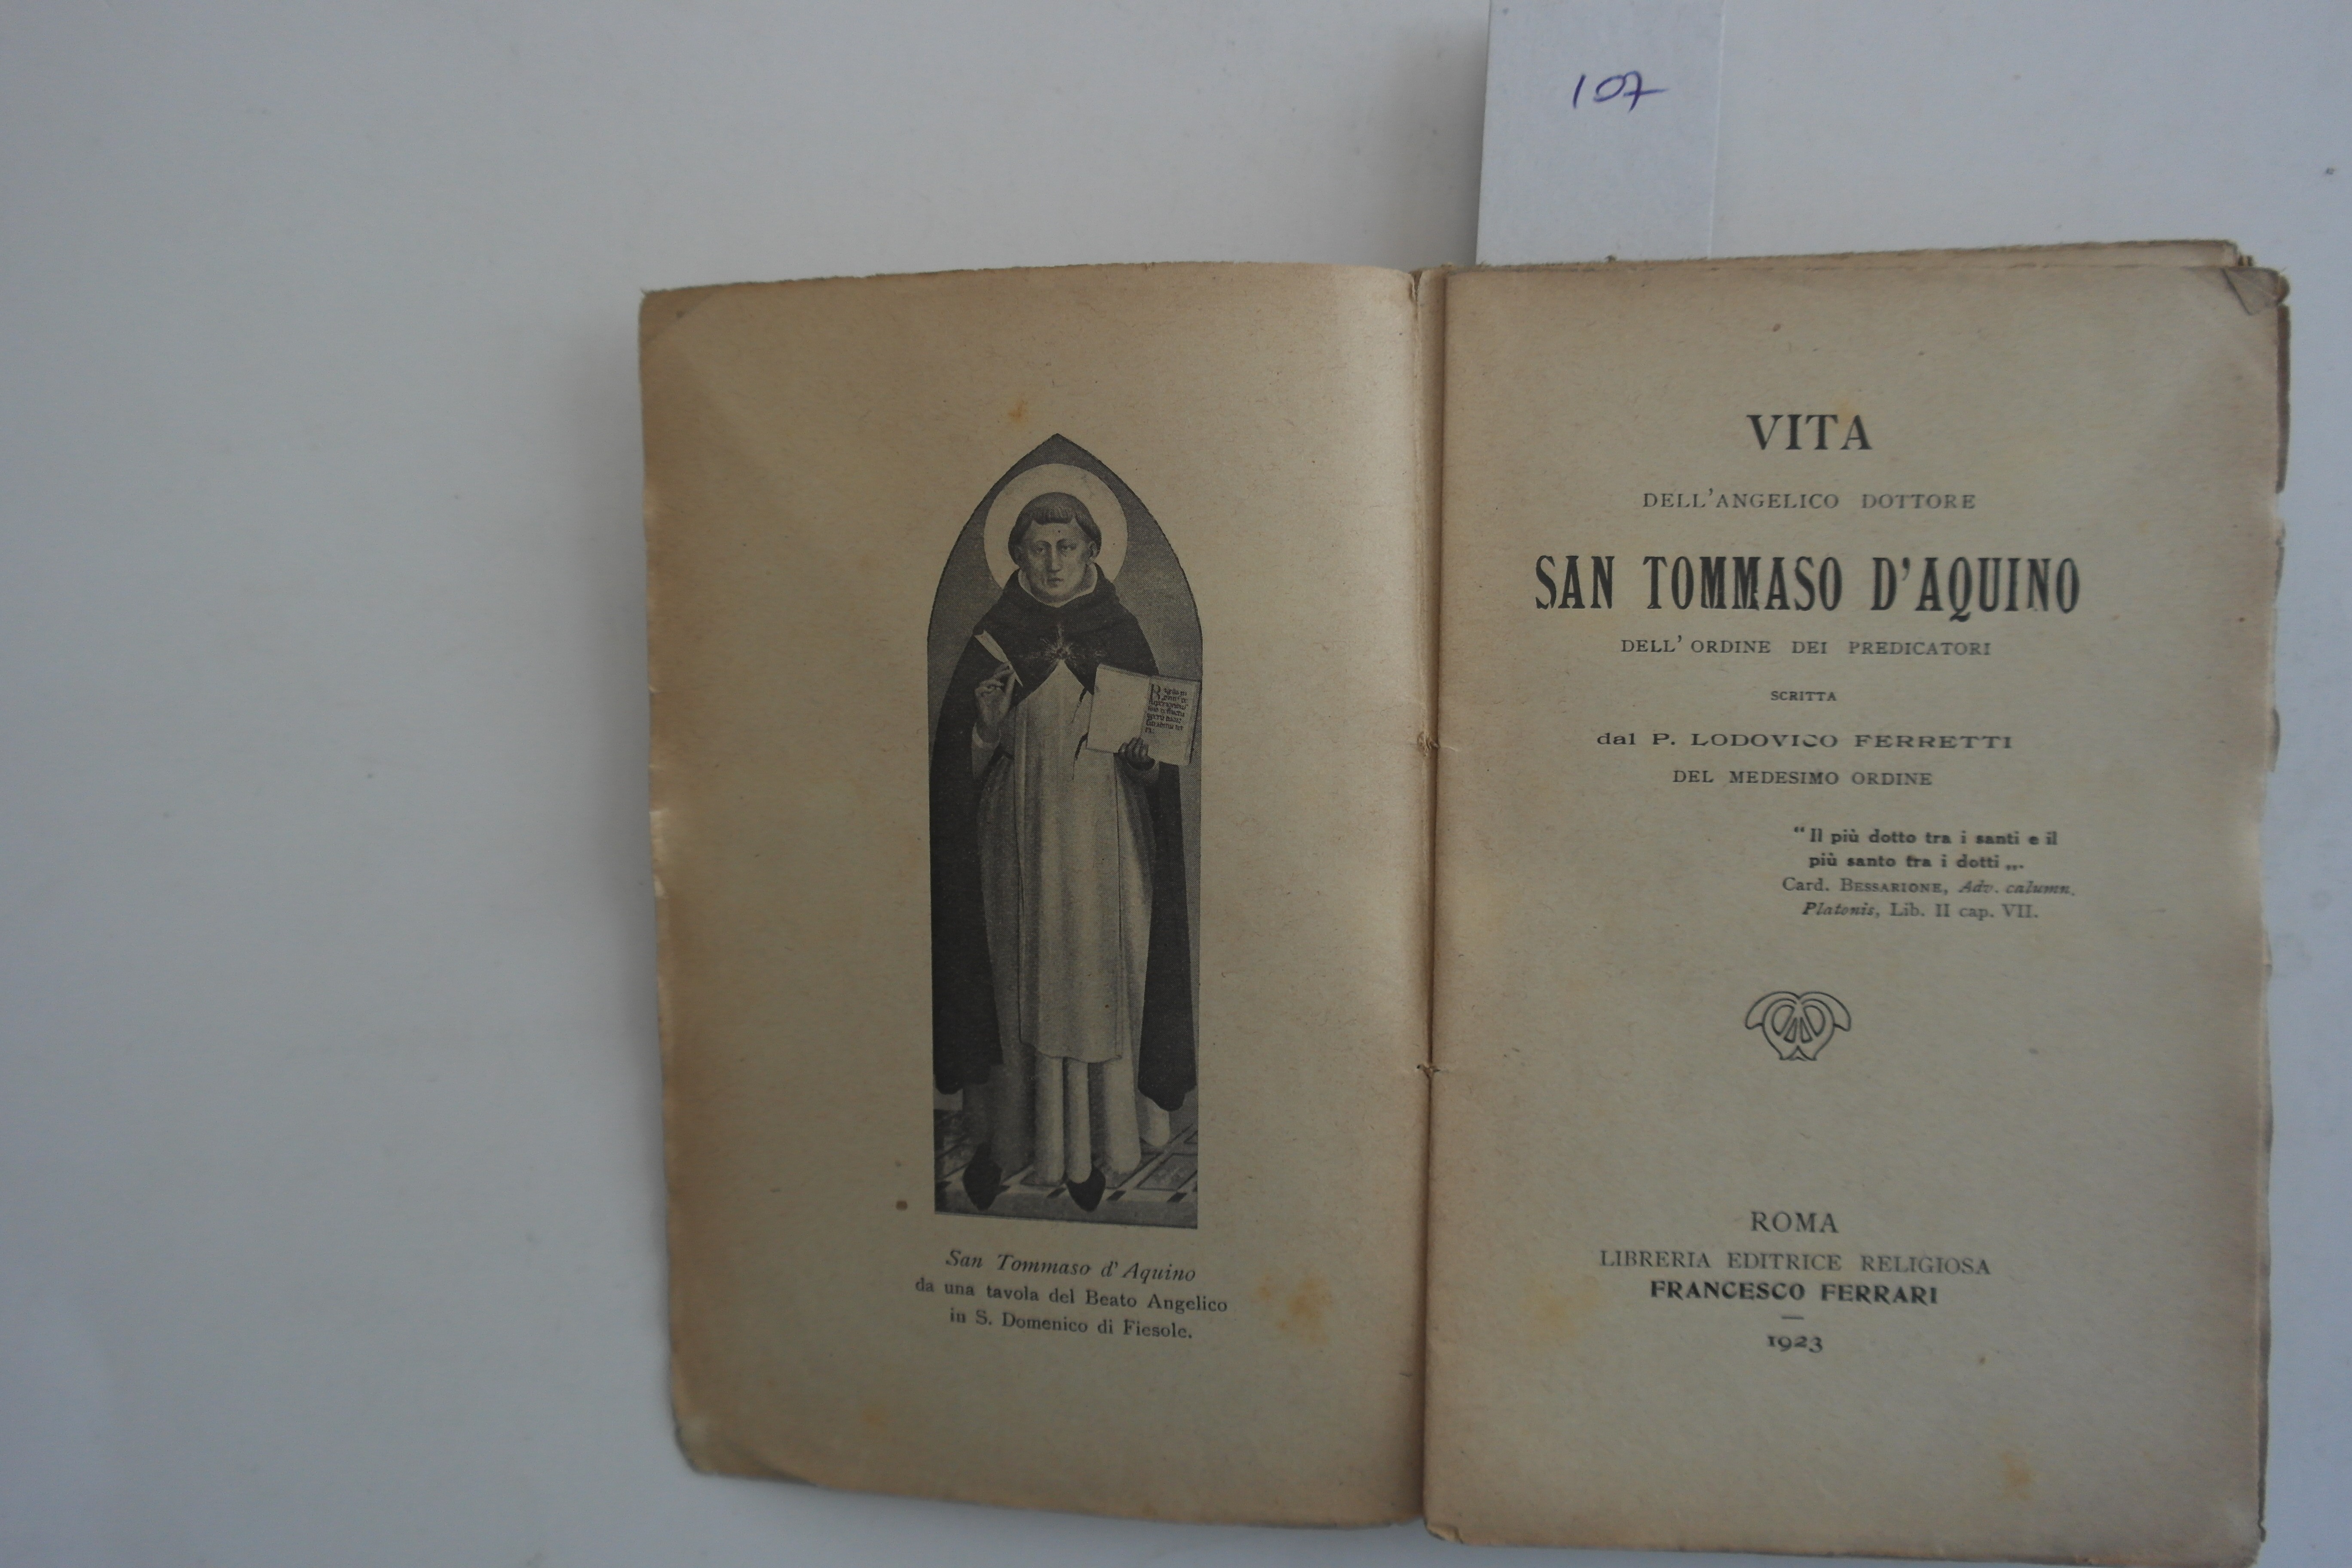 107
San Tommaso d'Aquino
da una tavola del Beato Angelico
in S. Domenico di Fiesole.
VITA
DELL'ANGELICO DOTTORE
SAN TOMMASO D'AQUINO
DELL'ORDINE DEI PREDICATORI
SCRITTA
dal P. LODOVICO FERRETTI
DEL MEDESIMO ORDINE
"Il più dotto tra i santi e il
più santo tra i dotti„.
Card. BESSARIONE, Adv. calumn.
Platonis, Lib. II cap. VII.
ROMA
LIBRERIA EDITRICE RELIGIOSA
FRANCESCO FERRARI
1923